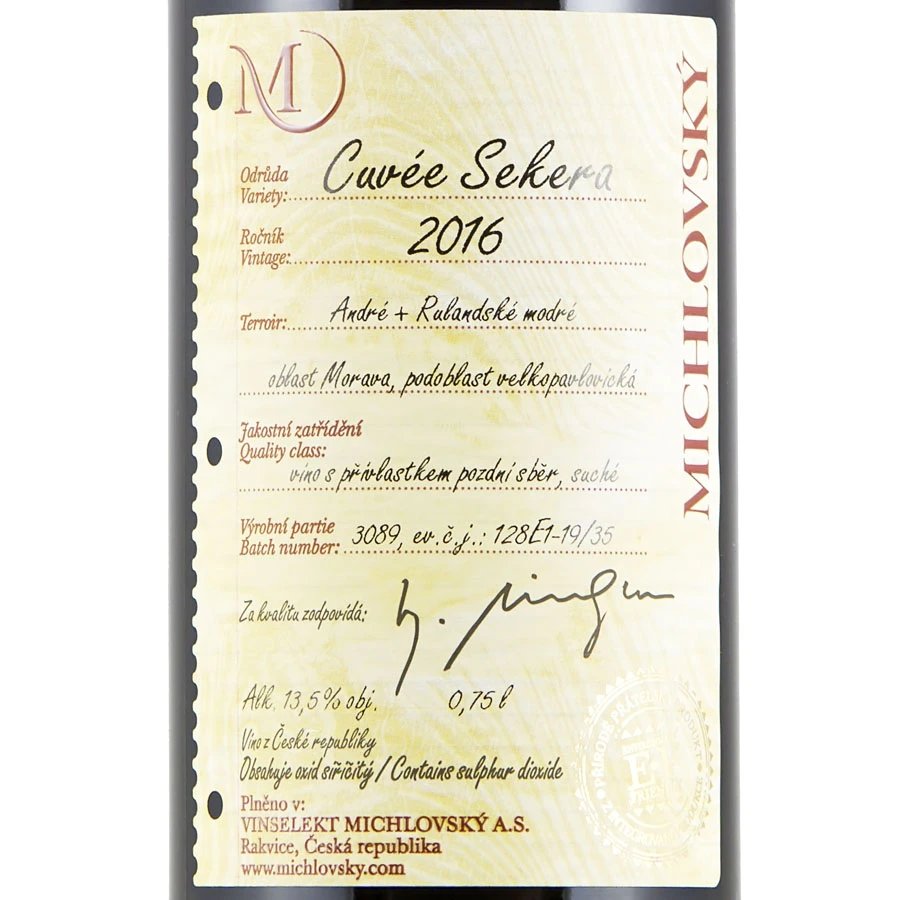 M
Odrůda
Variety: Cuvée Sekera
Ročník
Vintage: 2016
Terroir: André + Rulandské modré
oblast Morava, podoblast velkopavlovická
Jakostní zatřídění
Quality class:
víno s přívlastkem pozdní sběr, suché
Výrobní partie
Batch number: 3089, ev.č.j.: 128E1-19/35
Za kvalitu zodpovídá:
Alk. 13,5% obj. 0,75 l
Víno z České republiky
Obsahuje oxid siřičitý / Contains sulphur dioxide
Plněno v:
VINSELEKT MICHLOVSKÝ A.S.
Rakvice, Česká republika
www.michlovsky.com
MICHLOVSKÝ